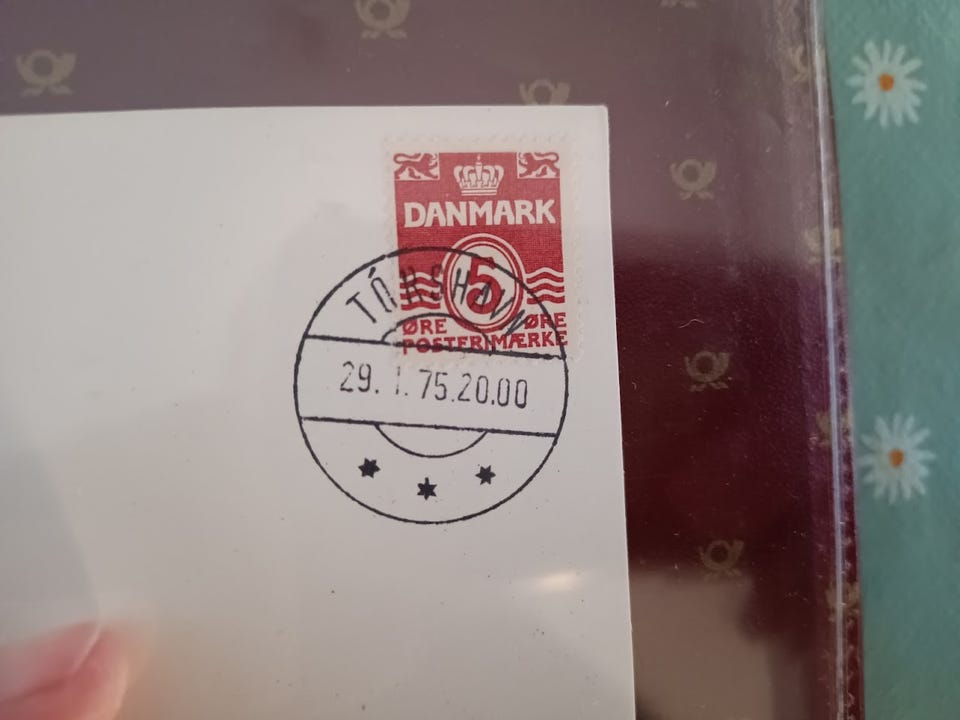 DANMARK
5
ØRE ØRE
POSTFRIMÆRKE
TÓRSHAVN
29. 1. 75.20.00